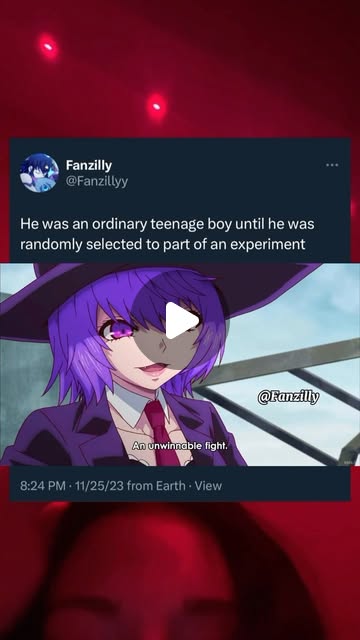 Fanzilly
@Fanzillyy
He was an ordinary teenage boy until he was
randomly selected to part of an experiment
@Fanzilly
An unwinnable fight.
8:24 PM · 11/25/23 from Earth · View